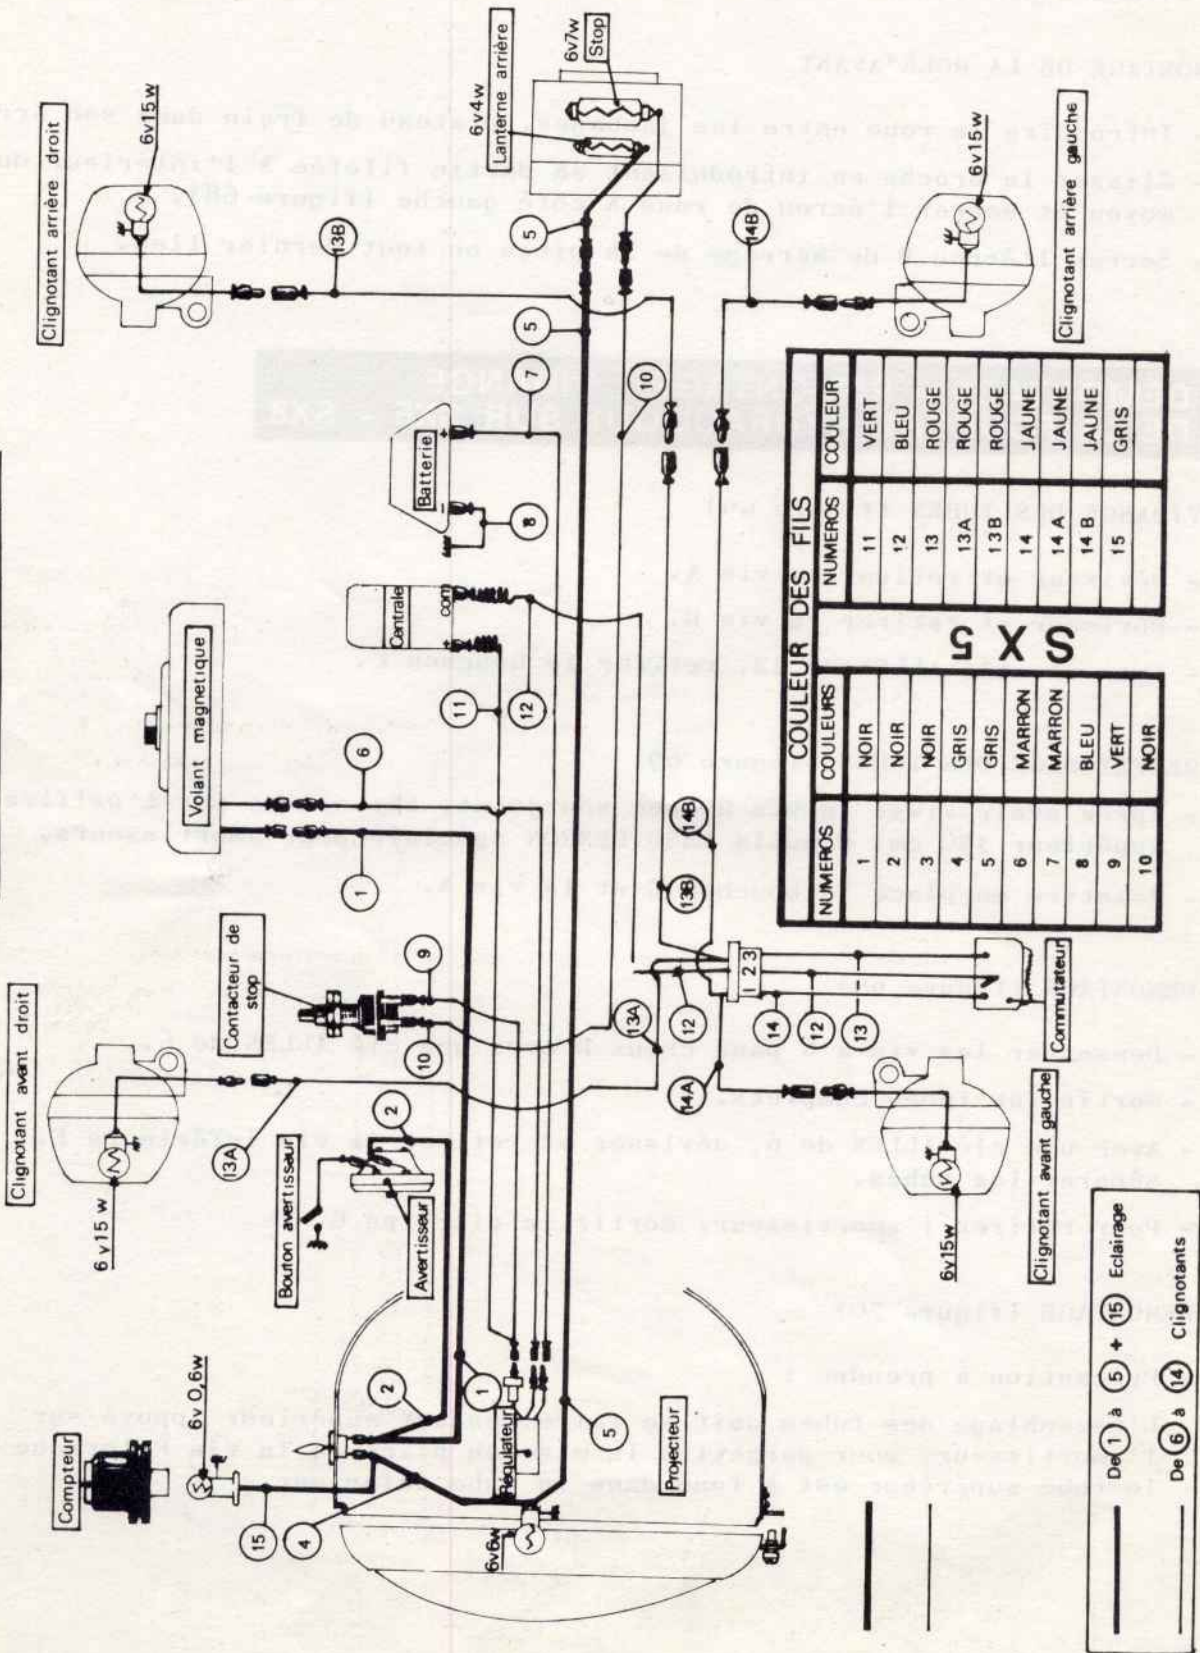 Clignotant avant droit
Clignotant arrière droit
6v15w
6v15w
Compteur
6v 0,6w
15
4
2
1
5
6v6w
Régulateur
Projecteur
Bouton avertisseur
Avertisseur
2
13A
Contacteur de stop
10
9
Volant magnetique
1
6
Centrale
+
com
11
12
Batterie
-
+
8
7
5
5
10
13B
Lanterne arrière
6v4w
6v7w
Stop
14B
6v15w
Clignotant arrière gauche
13A
12
14A
13B
14B
1 2 3
14
12
13
Commutateur
6v15w
Clignotant avant gauche
COULEUR DES FILS
NUMEROS COULEURS SX5 NUMEROS COULEUR
1 NOIR 11 VERT
2 NOIR 12 BLEU
3 NOIR 13 ROUGE
4 GRIS 13A ROUGE
5 GRIS 13B ROUGE
6 MARRON 14 JAUNE
7 MARRON 14A JAUNE
8 BLEU 14B JAUNE
9 VERT 15 GRIS
10 NOIR
De 1 à 5 + 15 Eclairage
De 6 à 14 Clignotants